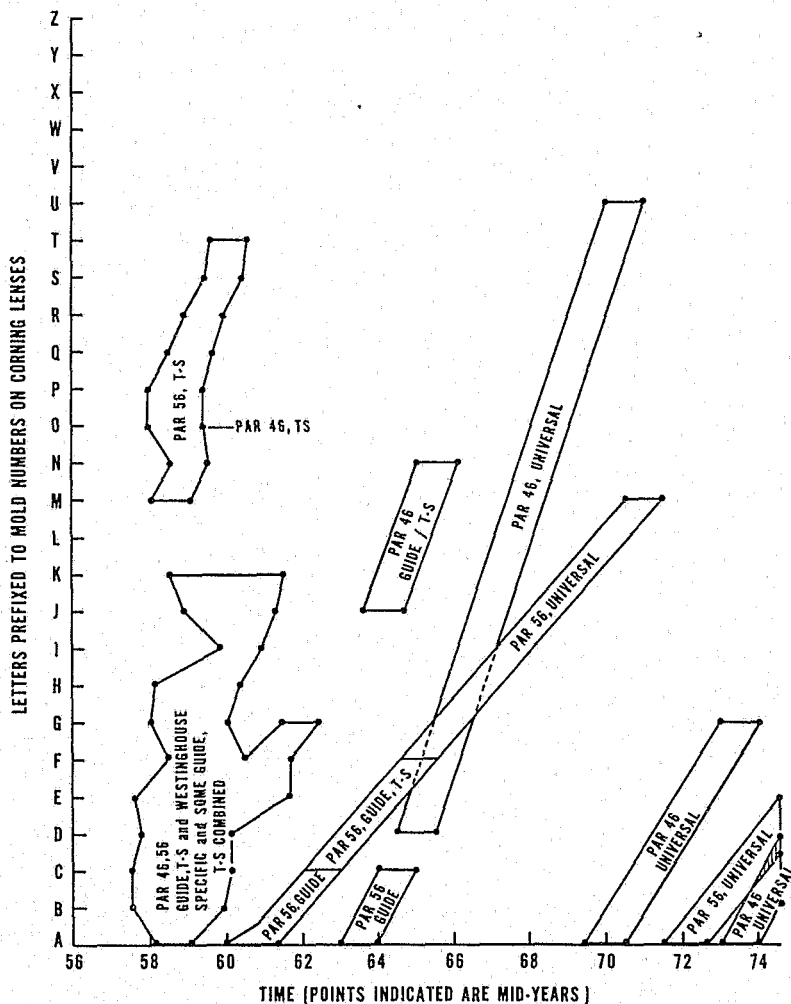 LETTERS PREFIXED TO MOLD NUMBERS ON CORNING LENSES
Z
Y
X
W
V
U
T
S
R
Q
P
O
N
M
L
K
J
I
H
G
F
E
D
C
B
A
PAR 56, T-S
PAR 46, TS
PAR 46
GUIDE / T-S
PAR 46, UNIVERSAL
PAR 56, UNIVERSAL
PAR 46,56
GUIDE,T-S and WESTINGHOUSE
SPECIFIC and SOME GUIDE,
T-S COMBINED
PAR 56,GUIDE
PAR 56, GUIDE, T-S
PAR 56
GUIDE
PAR 46
UNIVERSAL
PAR 56, UNIVERSAL
PAR 46
UNIVERSAL
56 58 60 62 64 66 68 70 72 74
TIME [POINTS INDICATED ARE MID-YEARS]